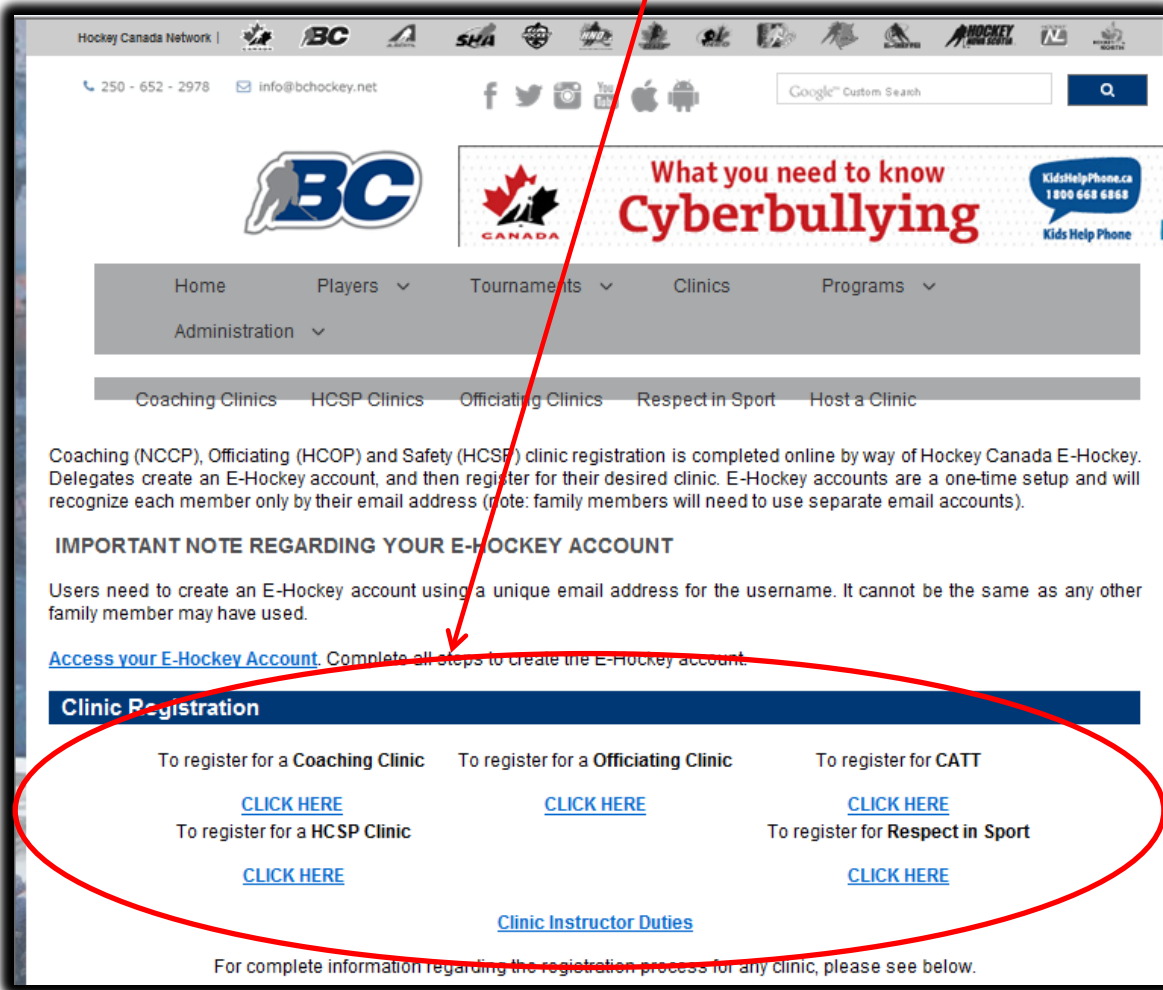 Hockey Canada Network |
BC
SHA
HNO
HOCKEY
NOVA SCOTIA
250 - 652 - 2978 info@bchockey.net
You
Tube
Google™ Custom Search
BC
CANADA
What you need to know
Cyberbullying
KidsHelpPhone.ca
1 800 668 6868
Kids Help Phone
Home Players Tournaments Clinics Programs
Administration
Coaching Clinics HCSP Clinics Officiating Clinics Respect in Sport Host a Clinic
Coaching (NCCP), Officiating (HCOP) and Safety (HCSP) clinic registration is completed online by way of Hockey Canada E-Hockey.
Delegates create an E-Hockey account, and then register for their desired clinic. E-Hockey accounts are a one-time setup and will
recognize each member only by their email address (note: family members will need to use separate email accounts).
IMPORTANT NOTE REGARDING YOUR E-HOCKEY ACCOUNT
Users need to create an E-Hockey account using a unique email address for the username. It cannot be the same as any other
family member may have used.
Access your E-Hockey Account. Complete all steps to create the E-Hockey account.
Clinic Registration
To register for a Coaching Clinic To register for a Officiating Clinic To register for CATT
CLICK HERE CLICK HERE CLICK HERE
To register for a HCSP Clinic To register for Respect in Sport
CLICK HERE CLICK HERE
Clinic Instructor Duties
For complete information regarding the registration process for any clinic, please see below.